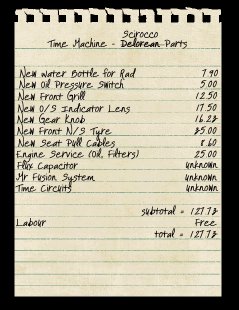 Scirocco
Time Machine - Delorean Parts
New water Bottle for Rad 7.90
New Oil Pressure Switch 5.00
New Front Grill 12.50
New O/S Indicator Lens 17.50
New Gear Knob 16.28
New Front N/S Tyre 35.00
New Seat Pull Cables 8.60
Engine Service (Oil, Filters) 25.00
Flux Capacitor unknown
Mr Fusion System unknown
Time Circuits unknown
subtotal = 127.78
Labour Free
total = 127.78